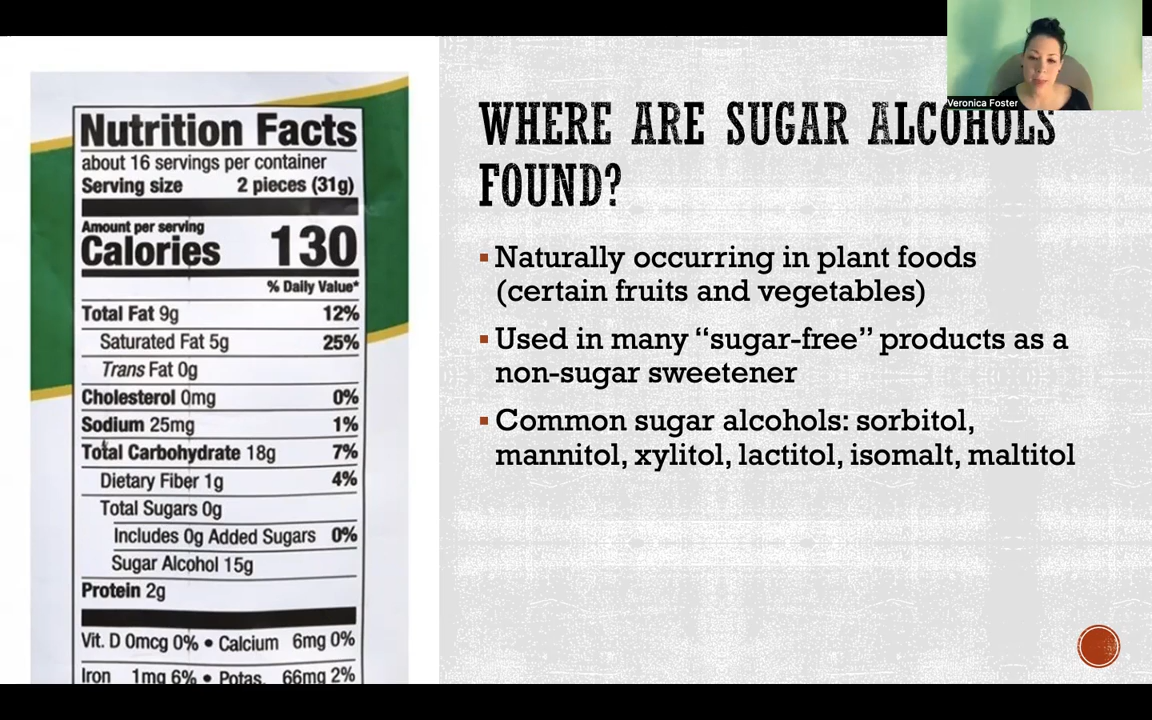 Nutrition Facts
about 16 servings per container
Serving size 2 pieces (31g)
Amount per serving
Calories 130
% Daily Value*
Total Fat 9g 12%
Saturated Fat 5g 25%
Trans Fat 0g
Cholesterol 0mg 0%
Sodium 25mg 1%
Total Carbohydrate 18g 7%
Dietary Fiber 1g 4%
Total Sugars 0g
Includes 0g Added Sugars 0%
Sugar Alcohol 15g
Protein 2g
Vit. D 0mcg 0% • Calcium 6mg 0%
Iron 1mg 6% • Potas. 66mg 2%
Veronica Foster
WHERE ARE SUGAR ALCOHOLS
FOUND?
▪ Naturally occurring in plant foods
(certain fruits and vegetables)
▪ Used in many “sugar-free” products as a
non-sugar sweetener
▪ Common sugar alcohols: sorbitol,
mannitol, xylitol, lactitol, isomalt, maltitol